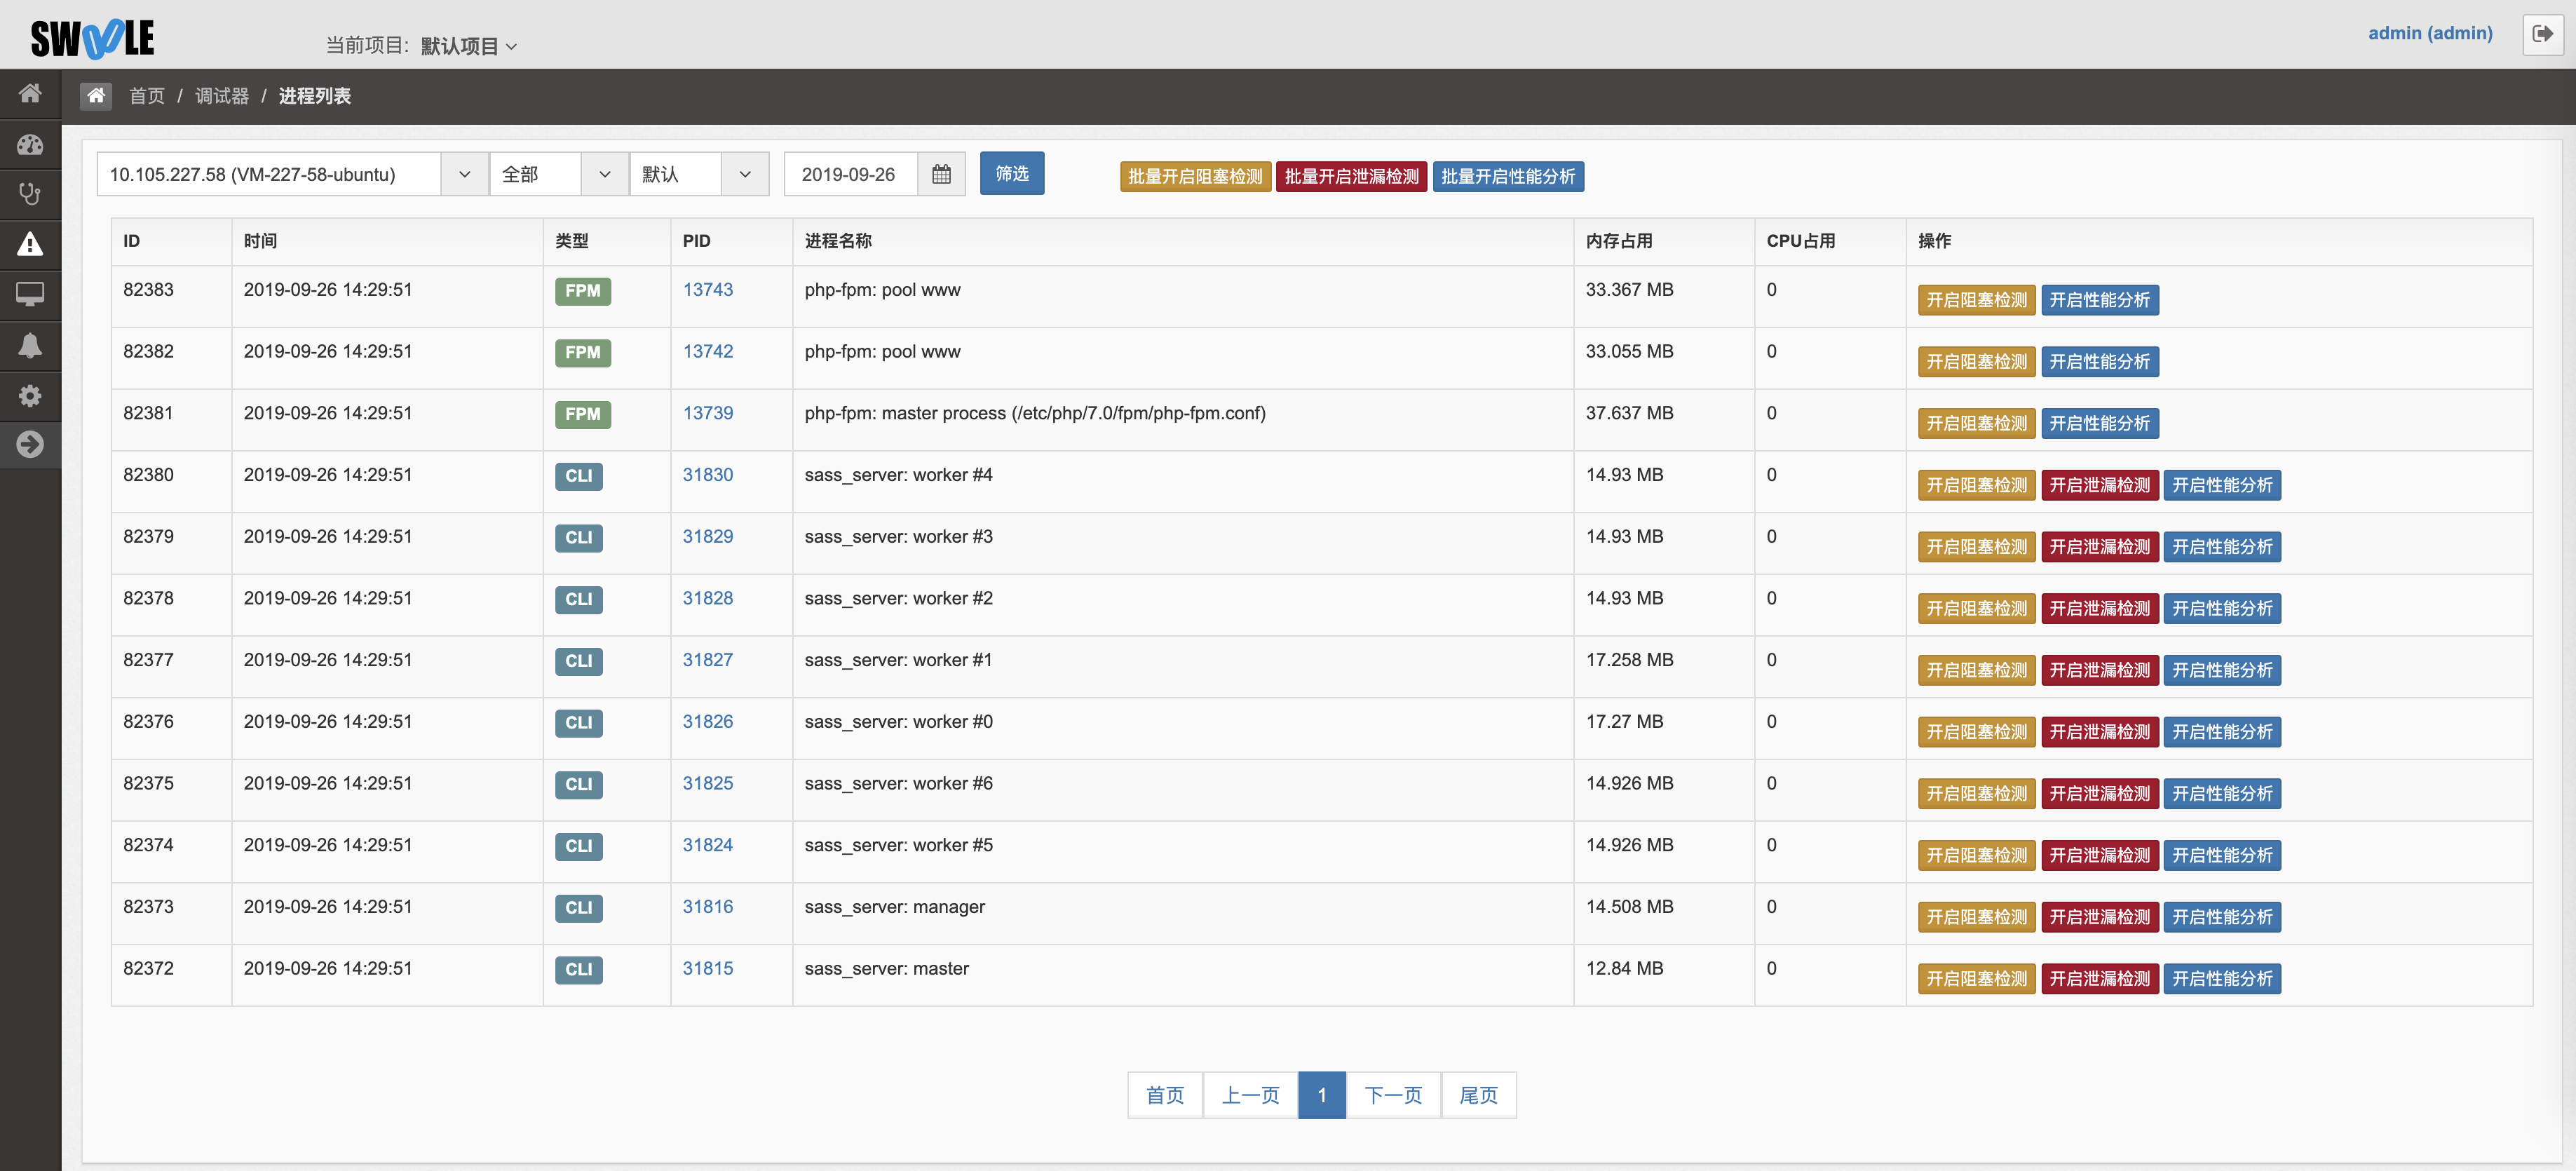 SWOOLE
当前项目: 默认项目
admin (admin)
首页 / 调试器 / 进程列表
10.105.227.58 (VM-227-58-ubuntu) 全部 默认 2019-09-26 筛选 批量开启阻塞检测 批量开启泄漏检测 批量开启性能分析
ID 时间 类型 PID 进程名称 内存占用 CPU占用 操作
82383 2019-09-26 14:29:51 FPM 13743 php-fpm: pool www 33.367 MB 0 开启阻塞检测 开启性能分析
82382 2019-09-26 14:29:51 FPM 13742 php-fpm: pool www 33.055 MB 0 开启阻塞检测 开启性能分析
82381 2019-09-26 14:29:51 FPM 13739 php-fpm: master process (/etc/php/7.0/fpm/php-fpm.conf) 37.637 MB 0 开启阻塞检测 开启性能分析
82380 2019-09-26 14:29:51 CLI 31830 sass_server: worker #4 14.93 MB 0 开启阻塞检测 开启泄漏检测 开启性能分析
82379 2019-09-26 14:29:51 CLI 31829 sass_server: worker #3 14.93 MB 0 开启阻塞检测 开启泄漏检测 开启性能分析
82378 2019-09-26 14:29:51 CLI 31828 sass_server: worker #2 14.93 MB 0 开启阻塞检测 开启泄漏检测 开启性能分析
82377 2019-09-26 14:29:51 CLI 31827 sass_server: worker #1 17.258 MB 0 开启阻塞检测 开启泄漏检测 开启性能分析
82376 2019-09-26 14:29:51 CLI 31826 sass_server: worker #0 17.27 MB 0 开启阻塞检测 开启泄漏检测 开启性能分析
82375 2019-09-26 14:29:51 CLI 31825 sass_server: worker #6 14.926 MB 0 开启阻塞检测 开启泄漏检测 开启性能分析
82374 2019-09-26 14:29:51 CLI 31824 sass_server: worker #5 14.926 MB 0 开启阻塞检测 开启泄漏检测 开启性能分析
82373 2019-09-26 14:29:51 CLI 31816 sass_server: manager 14.508 MB 0 开启阻塞检测 开启泄漏检测 开启性能分析
82372 2019-09-26 14:29:51 CLI 31815 sass_server: master 12.84 MB 0 开启阻塞检测 开启泄漏检测 开启性能分析
首页 上一页 1 下一页 尾页